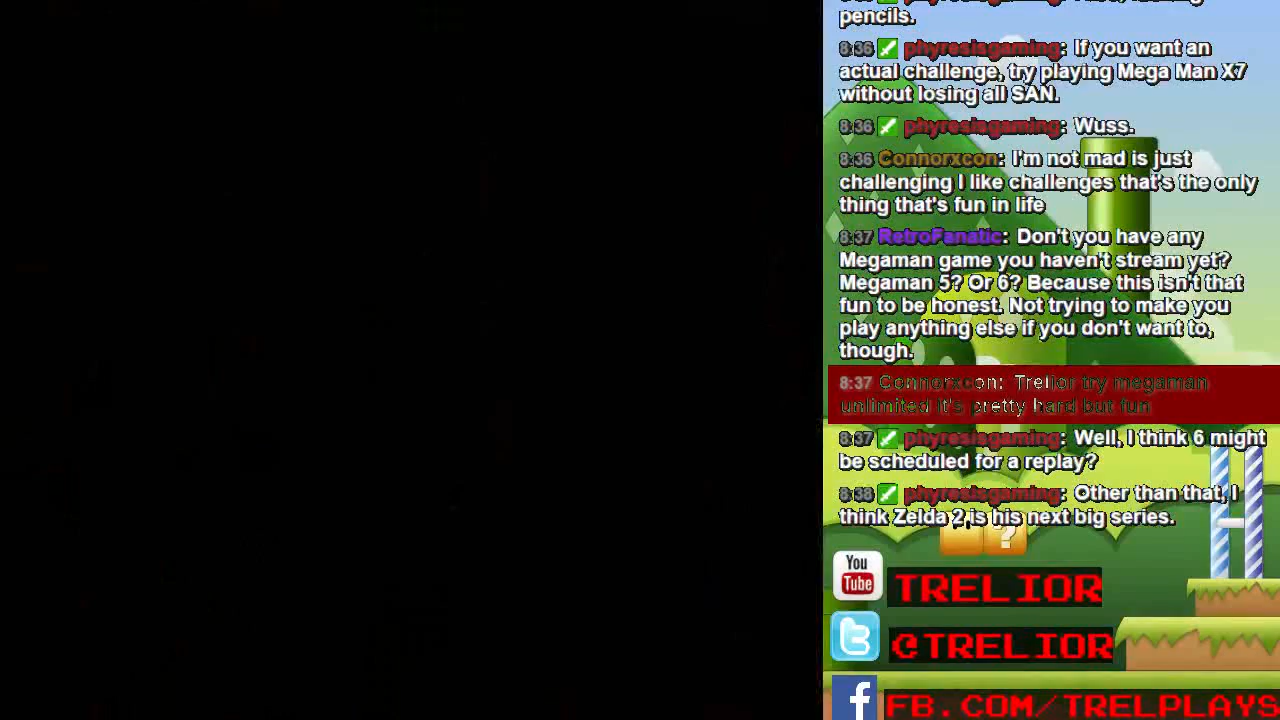 pencils.
8:36 phyresisgaming: If you want an
actual challenge, try playing Mega Man X7
without losing all SAN.
8:36 phyresisgaming: Wuss.
8:36 Connorxcon: I'm not mad is just
challenging I like challenges that's the only
thing that's fun in life
8:37 RetroFanatic: Don't you have any
Megaman game you haven't stream yet?
Megaman 5? Or 6? Because this isn't that
fun to be honest. Not trying to make you
play anything else if you don't want to,
though.
8:37 Connorxcon: Trelior try megaman
unlimited it's pretty hard but fun
8:37 phyresisgaming: Well, I think 6 might
be scheduled for a replay?
8:38 phyresisgaming: Other than that, I
think Zelda 2 is his next big series.
?
You
Tube
TRELIOR
@TRELIOR
f
FB.COM/TRELPLAYS